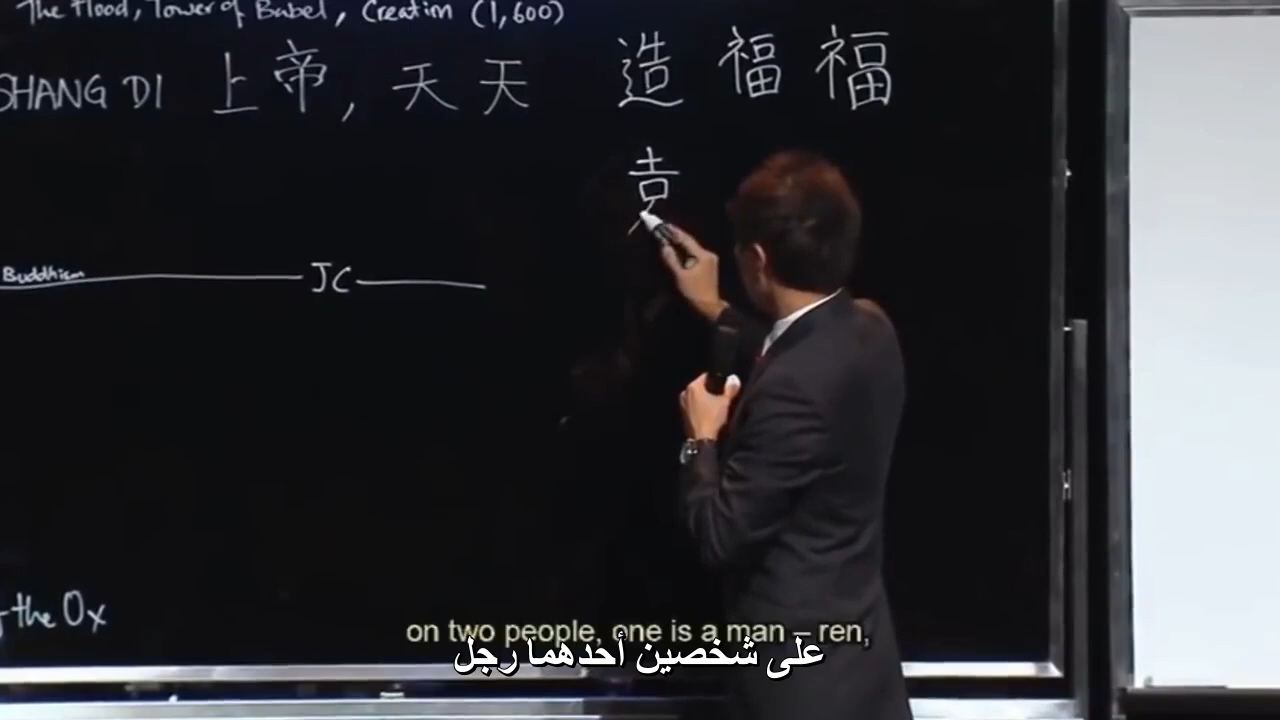 The Flood, Tower of Babel, Creation (1,600)
SHANG DI 上帝, 天天 造福福
Buddhism JC
the Ox
on two people, one is a man – ren,
على شخصين أحدهما رجل